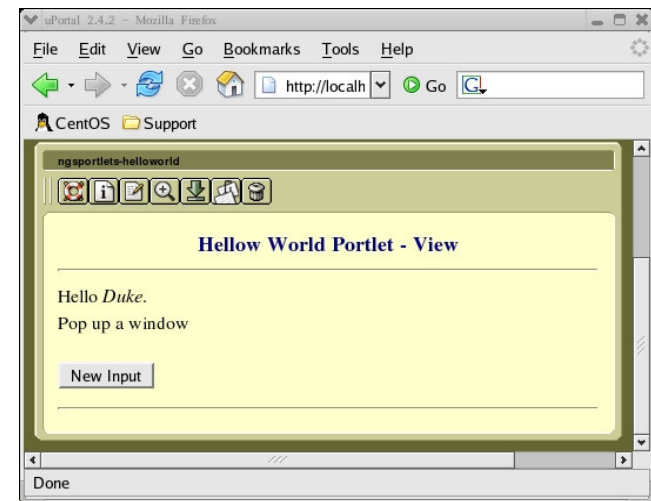 uPortal 2.4.2 - Mozilla Firefox
File Edit View Go Bookmarks Tools Help
http://localh Go G
CentOS Support
ngsportlets-helloworld
Hellow World Portlet - View
Hello Duke.
Pop up a window
New Input
Done